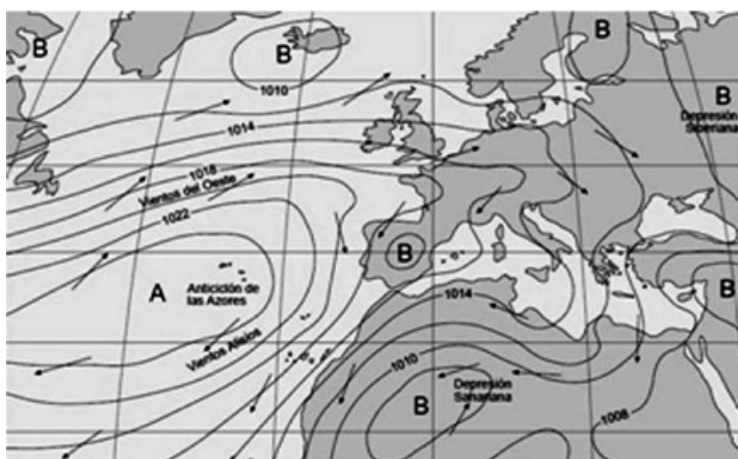 B
B
B
1010
B
Depresión
Siberiana
1014
1018
Vientos del Oeste
1022
B
A
Anticiclón de
las Azores
1014
B
Vientos Alisios
1010
Depresión
Sahariana
B
1008